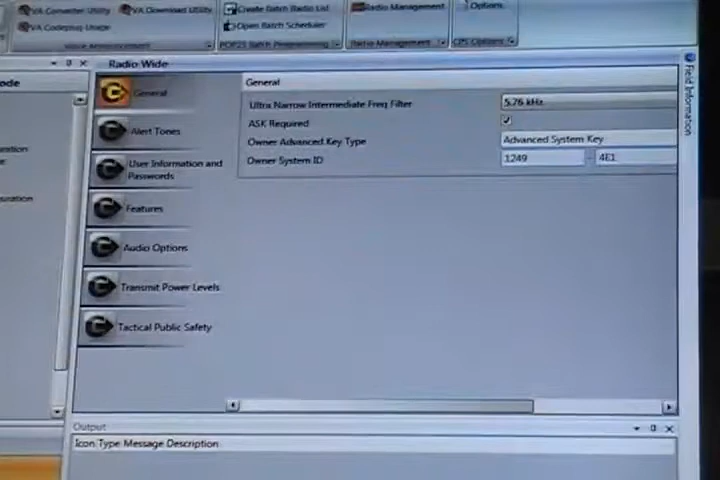 VA Converter Utility
VA Download Utility
VA Codeplug Usage
Voice Announcement
Create Batch Radio List
Open Batch Scheduler
POP25 Batch Programming
Radio Management
Radio Management
Options
CPS Options
ode
Radio Wide
Field Information
General
Alert Tones
User Information and
Passwords
Features
Audio Options
Transmit Power Levels
Tactical Public Safety
General
Ultra Narrow Intermediate Freq Filter
5.76 kHz
ASK Required
Owner Advanced Key Type
Advanced System Key
Owner System ID
1249
4E1
Output
Icon Type Message Description